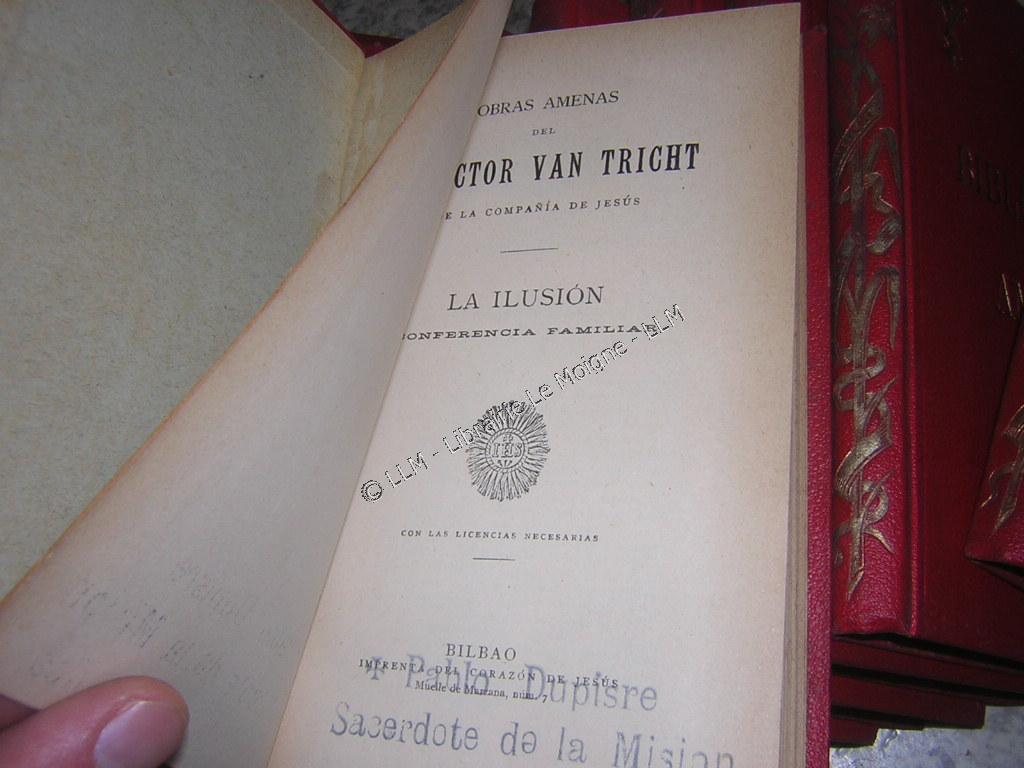 OBRAS AMENAS
DEL
CTOR VAN TRICHT
E LA COMPAÑÍA DE JESÚS
LA ILUSIÓN
CONFERENCIA FAMILIAR
© LLM - Librairie Le Moigne - LLM
IHS
CON LAS LICENCIAS NECESARIAS
BILBAO
IMPRENTA DEL CORAZÓN DE JESÚS
Muelle de Marzana, núm. 7
Pablo Dupisre
Sacerdote de la Mision